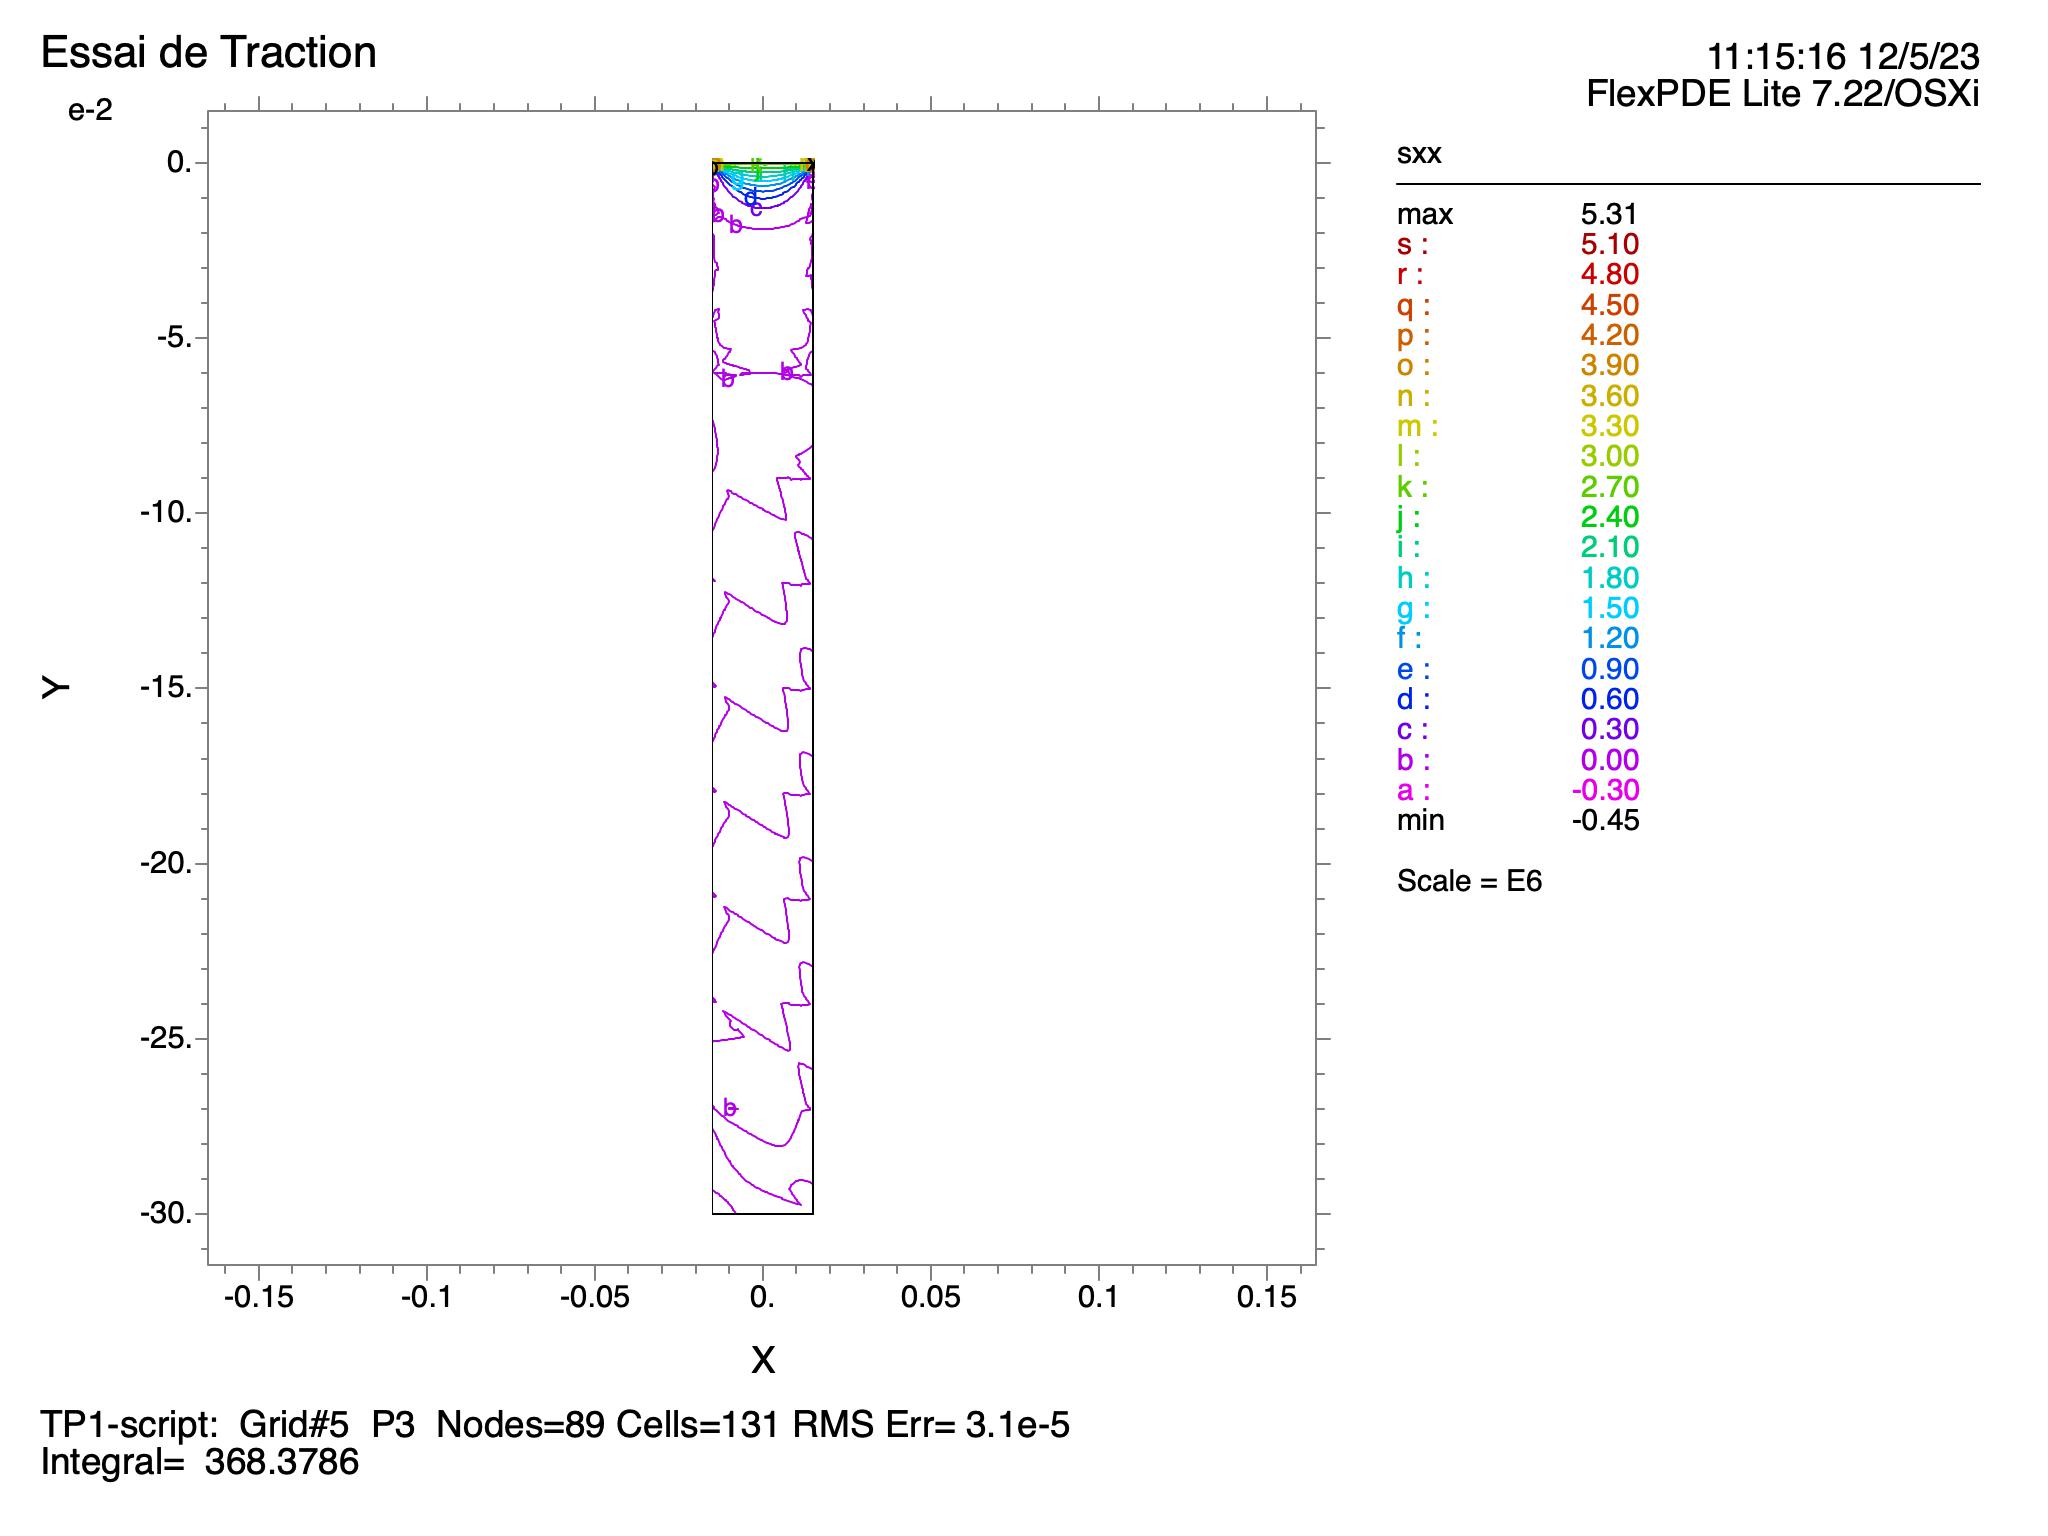 Essai de Traction
11:15:16 12/5/23
FlexPDE Lite 7.22/OSXi
e-2
sxx
max 5.31
s : 5.10
r : 4.80
q : 4.50
p : 4.20
o : 3.90
n : 3.60
m : 3.30
l : 3.00
k : 2.70
j : 2.40
i : 2.10
h : 1.80
g : 1.50
f : 1.20
e : 0.90
d : 0.60
c : 0.30
b : 0.00
a : -0.30
min -0.45
Scale = E6
0.
-5.
-10.
-15.
-20.
-25.
-30.
Y
d
c
b
b
b
b
-0.15 -0.1 -0.05 0. 0.05 0.1 0.15
X
TP1-script: Grid#5 P3 Nodes=89 Cells=131 RMS Err= 3.1e-5
Integral= 368.3786